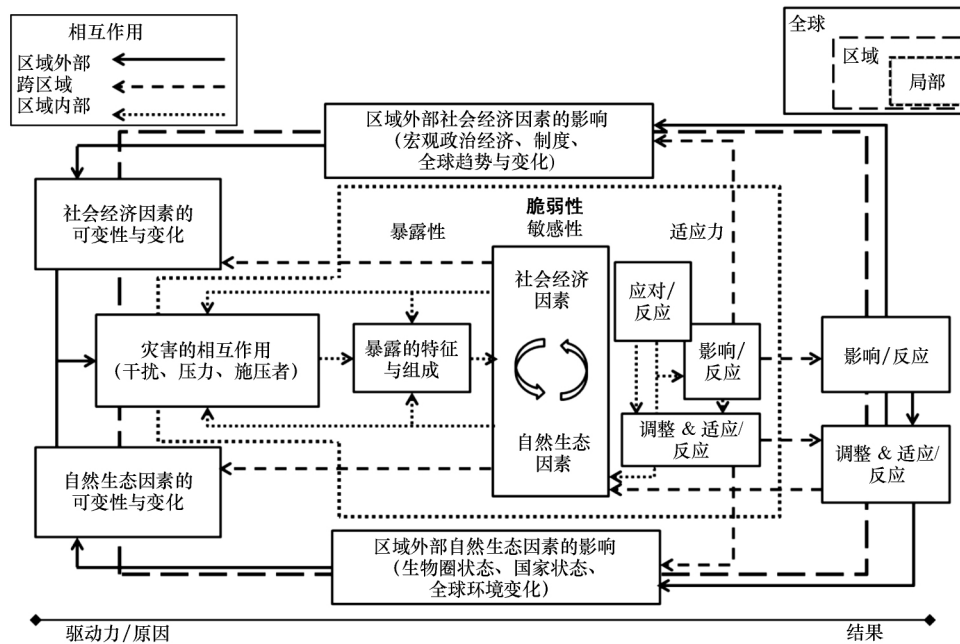 相互作用
区域外部
跨区域
区域内部
全球
区域
局部
区域外部社会经济因素的影响
(宏观政治经济、制度、
全球趋势与变化)
社会经济因素的
可变性与变化
脆弱性
暴露性
敏感性
适应力
社会经济
因素
应对/
反应
灾害的相互作用
(干扰、压力、施压者)
暴露的特征
与组成
影响/
反应
影响/反应
自然生态
因素
调整 & 适应/
反应
调整 & 适应/
反应
自然生态因素的
可变性与变化
区域外部自然生态因素的影响
(生物圈状态、国家状态、
全球环境变化)
驱动力/原因
结果